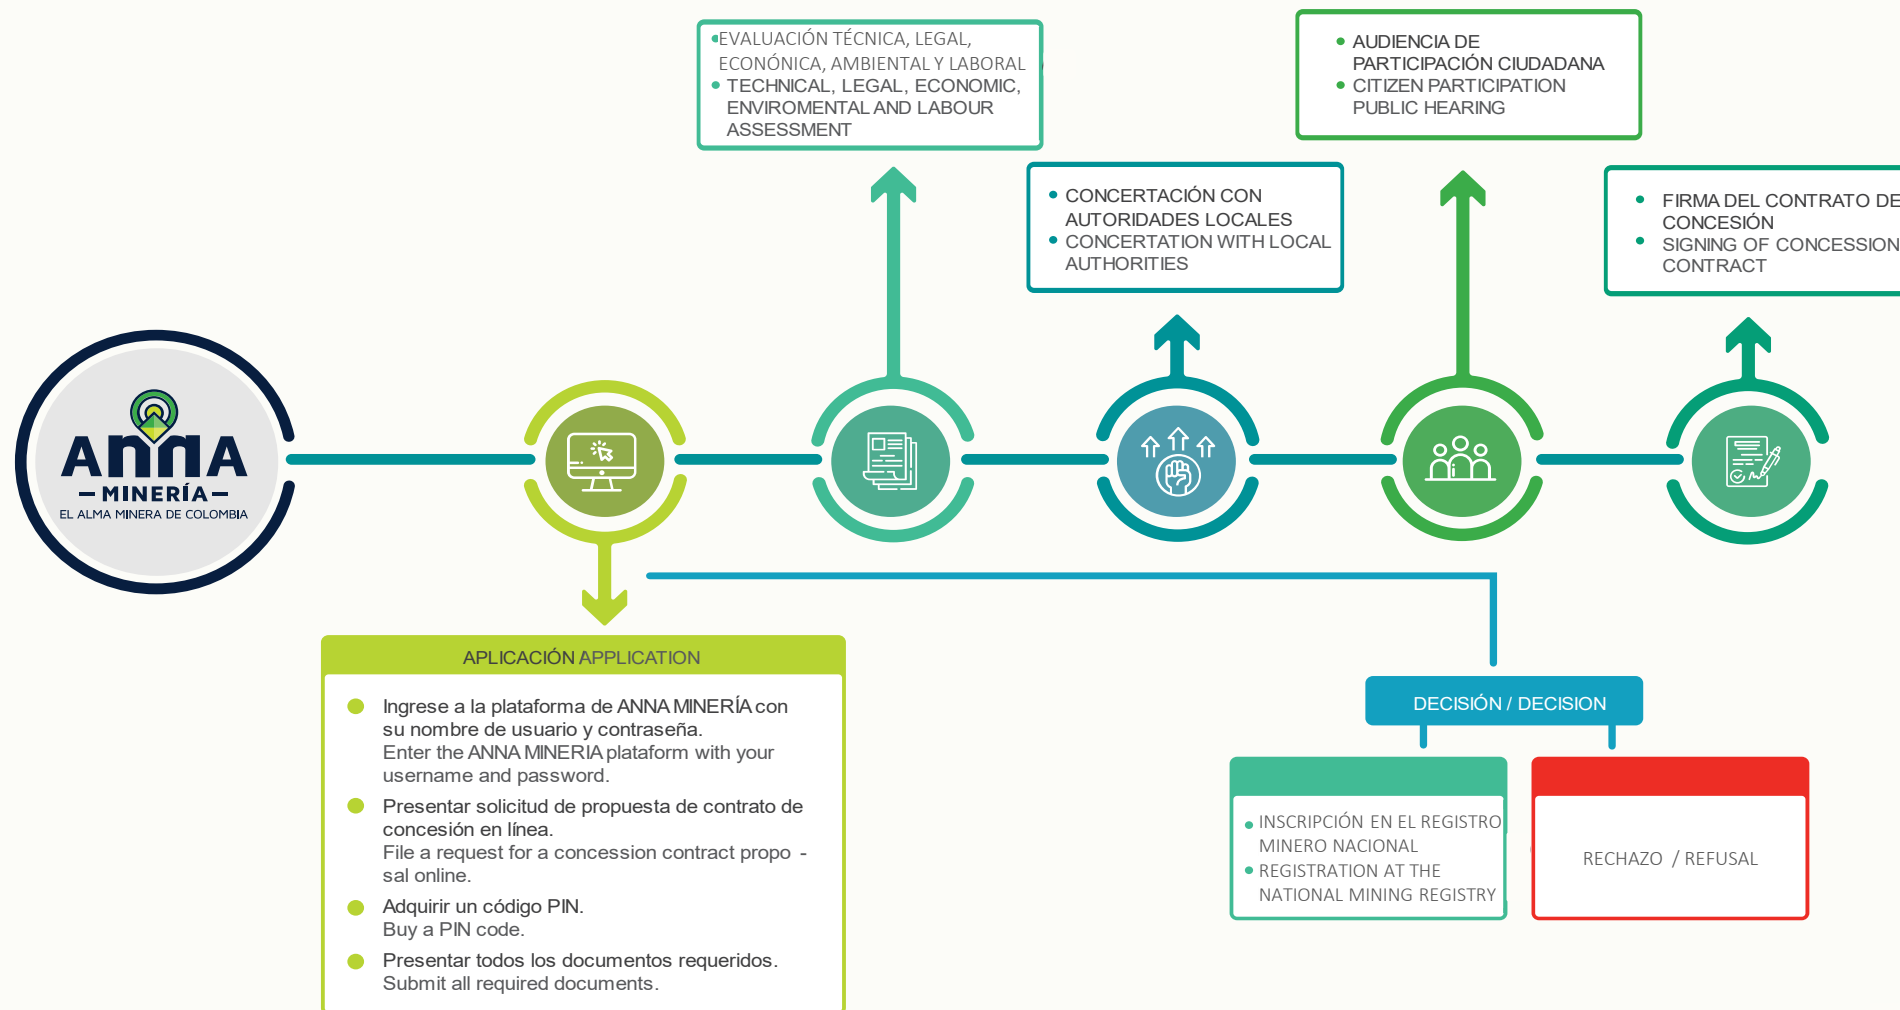 EVALUACIÓN TÉCNICA, LEGAL,
ECONÓNICA, AMBIENTAL Y LABORAL
TECHNICAL, LEGAL, ECONOMIC,
ENVIROMENTAL AND LABOUR
ASSESSMENT
CONCERTACIÓN CON
AUTORIDADES LOCALES
CONCERTATION WITH LOCAL
AUTHORITIES
AUDIENCIA DE
PARTICIPACIÓN CIUDADANA
CITIZEN PARTICIPATION
PUBLIC HEARING
FIRMA DEL CONTRATO DE
CONCESIÓN
SIGNING OF CONCESSION
CONTRACT
ANNA
MINERÍA
EL ALMA MINERA DE COLOMBIA
APLICACIÓN APPLICATION
Ingrese a la plataforma de ANNA MINERÍA con
su nombre de usuario y contraseña.
Enter the ANNA MINERIA plataform with your
username and password.
Presentar solicitud de propuesta de contrato de
concesión en línea.
File a request for a concession contract propo -
sal online.
Adquirir un código PIN.
Buy a PIN code.
Presentar todos los documentos requeridos.
Submit all required documents.
DECISIÓN / DECISION
INSCRIPCIÓN EN EL REGISTRO
MINERO NACIONAL
REGISTRATION AT THE
NATIONAL MINING REGISTRY
RECHAZO / REFUSAL